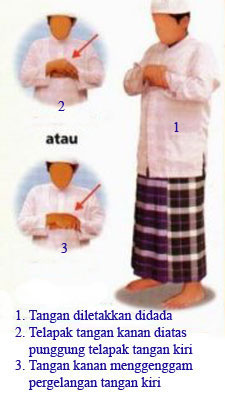 1
2
atau
3
1. Tangan diletakkan didada
2. Telapak tangan kanan diatas
punggung telapak tangan kiri
3. Tangan kanan menggenggam
pergelangan tangan kiri